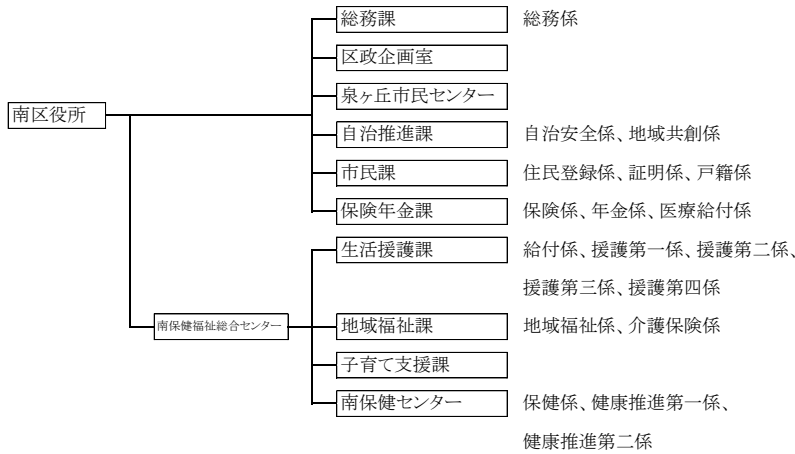 総務課 総務係
区政企画室
泉ヶ丘市民センター
南区役所
自治推進課 自治安全係、地域共創係
市民課 住民登録係、証明係、戸籍係
保険年金課 保険係、年金係、医療給付係
生活援護課 給付係、援護第一係、援護第二係、
援護第三係、援護第四係
南保健福祉総合センター 地域福祉課 地域福祉係、介護保険係
子育て支援課
南保健センター 保健係、健康推進第一係、
健康推進第二係